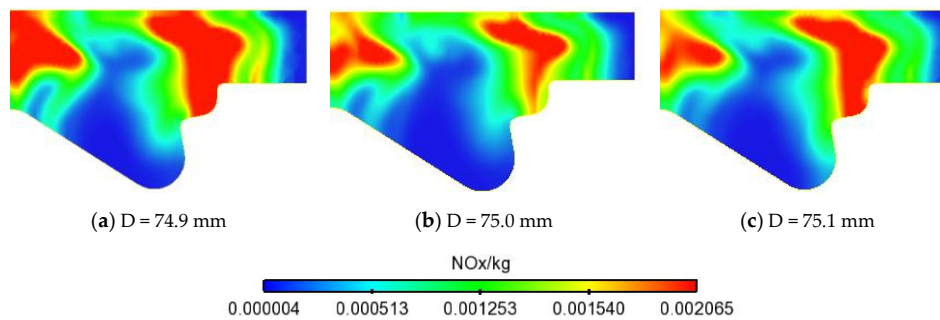 (a) D = 74.9 mm (b) D = 75.0 mm (c) D = 75.1 mm
NOx/kg
0.000004 0.000513 0.001253 0.001540 0.002065